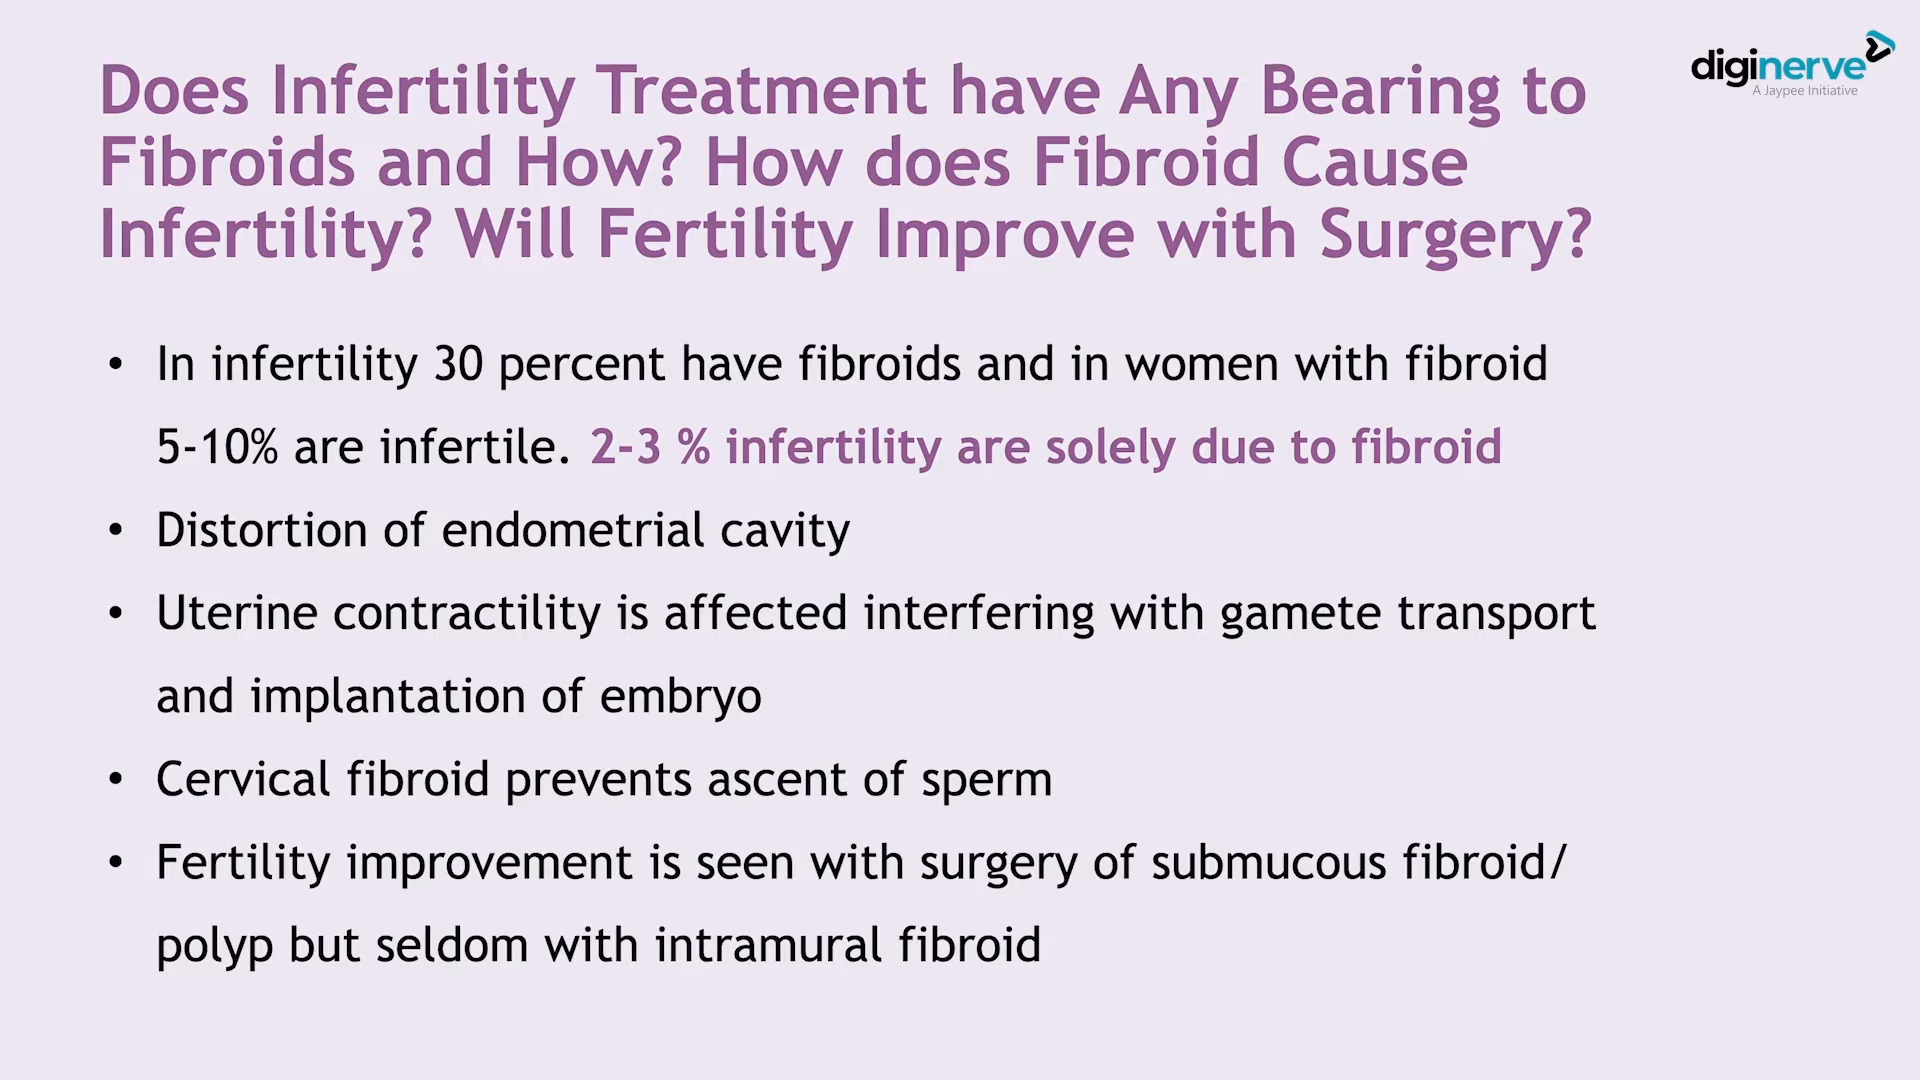 diginerve
A Jaypee Initiative
Does Infertility Treatment have Any Bearing to
Fibroids and How? How does Fibroid Cause
Infertility? Will Fertility Improve with Surgery?
• In infertility 30 percent have fibroids and in women with fibroid
5-10% are infertile. 2-3 % infertility are solely due to fibroid
• Distortion of endometrial cavity
• Uterine contractility is affected interfering with gamete transport
and implantation of embryo
• Cervical fibroid prevents ascent of sperm
• Fertility improvement is seen with surgery of submucous fibroid/
polyp but seldom with intramural fibroid